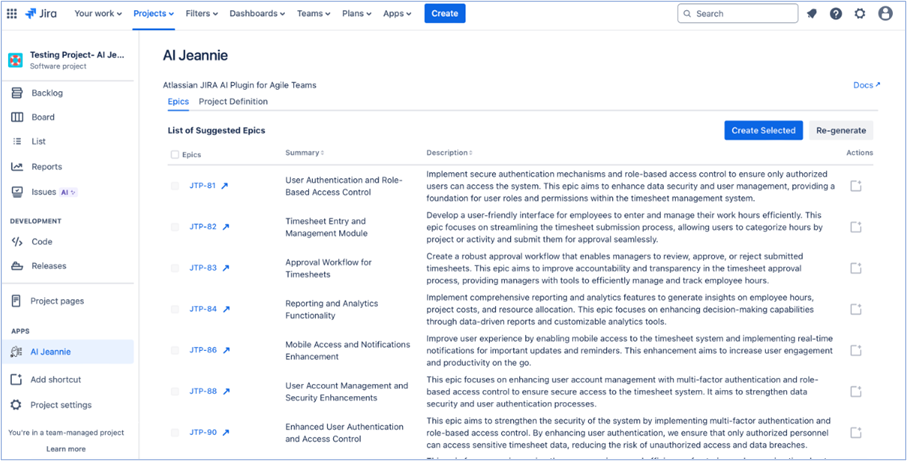 Jira
Your work
Projects
Filters
Dashboards
Teams
Plans
Apps
Create
Search
Testing Project- AI Je...
Software project
Backlog
Board
List
Reports
Issues AI
DEVELOPMENT
Code
Releases
Project pages
APPS
AI Jeannie
Add shortcut
Project settings
You're in a team-managed project
Learn more
AI Jeannie
Atlassian JIRA AI Plugin for Agile Teams
Docs
Epics Project Definition
List of Suggested Epics
Create Selected
Re-generate
Epics Summary Description Actions
JTP-81
User Authentication and Role-
Based Access Control
Implement secure authentication mechanisms and role-based access control to ensure only authorized
users can access the system. This epic aims to enhance data security and user management, providing a
foundation for user roles and permissions within the timesheet management system.
JTP-82
Timesheet Entry and
Management Module
Develop a user-friendly interface for employees to enter and manage their work hours efficiently. This
epic focuses on streamlining the timesheet submission process, allowing users to categorize hours by
project or activity and submit them for approval seamlessly.
JTP-83
Approval Workflow for
Timesheets
Create a robust approval workflow that enables managers to review, approve, or reject submitted
timesheets. This epic aims to improve accountability and transparency in the timesheet approval
process, providing managers with tools to efficiently manage and track employee hours.
JTP-84
Reporting and Analytics
Functionality
Implement comprehensive reporting and analytics features to generate insights on employee hours,
project costs, and resource allocation. This epic focuses on enhancing decision-making capabilities
through data-driven reports and customizable analytics tools.
JTP-86
Mobile Access and Notifications
Enhancement
Improve user experience by enabling mobile access to the timesheet system and implementing real-time
notifications for important updates and reminders. This enhancement aims to increase user engagement
and productivity on the go.
JTP-88
User Account Management and
Security Enhancements
This epic focuses on enhancing user account management with multi-factor authentication and role-
based access control to ensure secure access to the timesheet system. It aims to strengthen data
security and user authentication processes.
JTP-90
Enhanced User Authentication
and Access Control
This epic aims to strengthen the security of the system by implementing multi-factor authentication and
role-based access control. By enhancing user authentication, we ensure that only authorized personnel
can access sensitive timesheet data, reducing the risk of unauthorized access and data breaches.